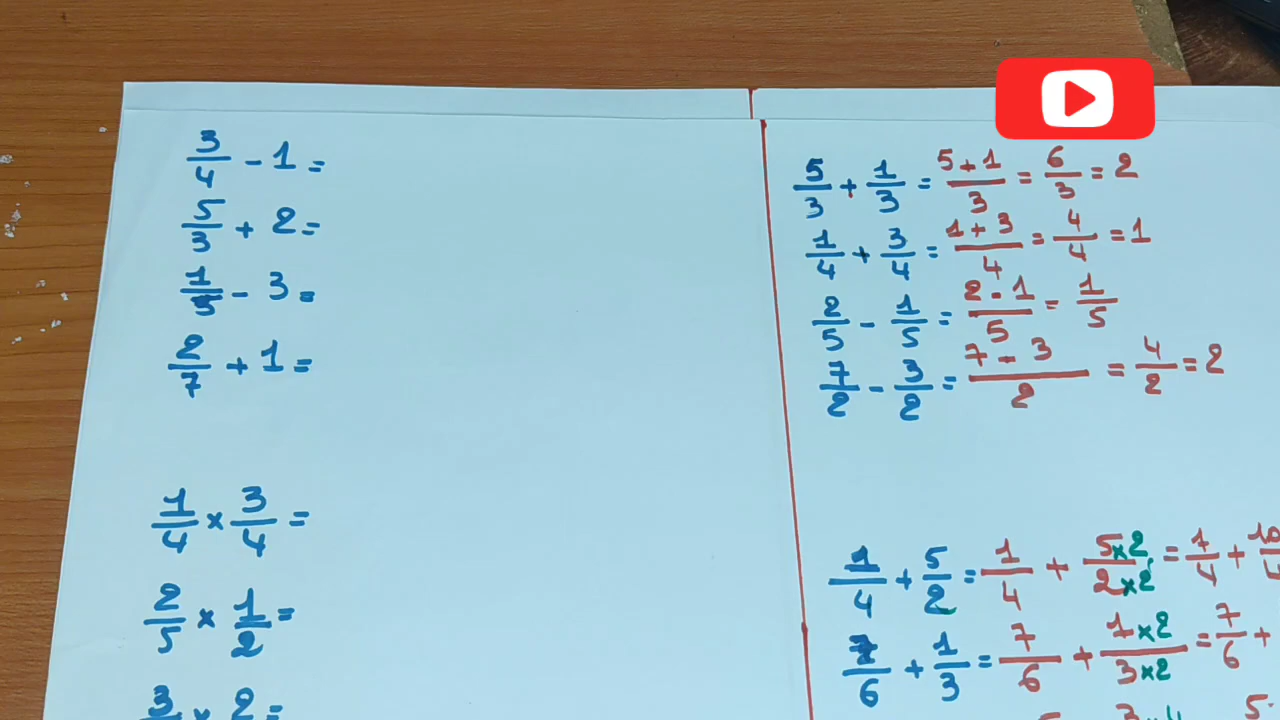 3/4 - 1 =
5/3 + 2 =
1/5 - 3 =
2/7 + 1 =
1/4 × 3/4 =
2/5 × 1/2 =
3/ × 2 =
5/3 + 1/3 = 5+1/3 = 6/3 = 2
1/4 + 3/4 = 1+3/4 = 4/4 = 1
2/5 - 1/5 = 2-1/5 = 1/5
7/2 - 3/2 = 7-3/2 = 4/2 = 2
1/4 + 5/2 = 1/4 + 5×2/2×2 = 1/4 + 10/4
7/6 + 1/3 = 7/6 + 1×2/3×2 = 7/6 +